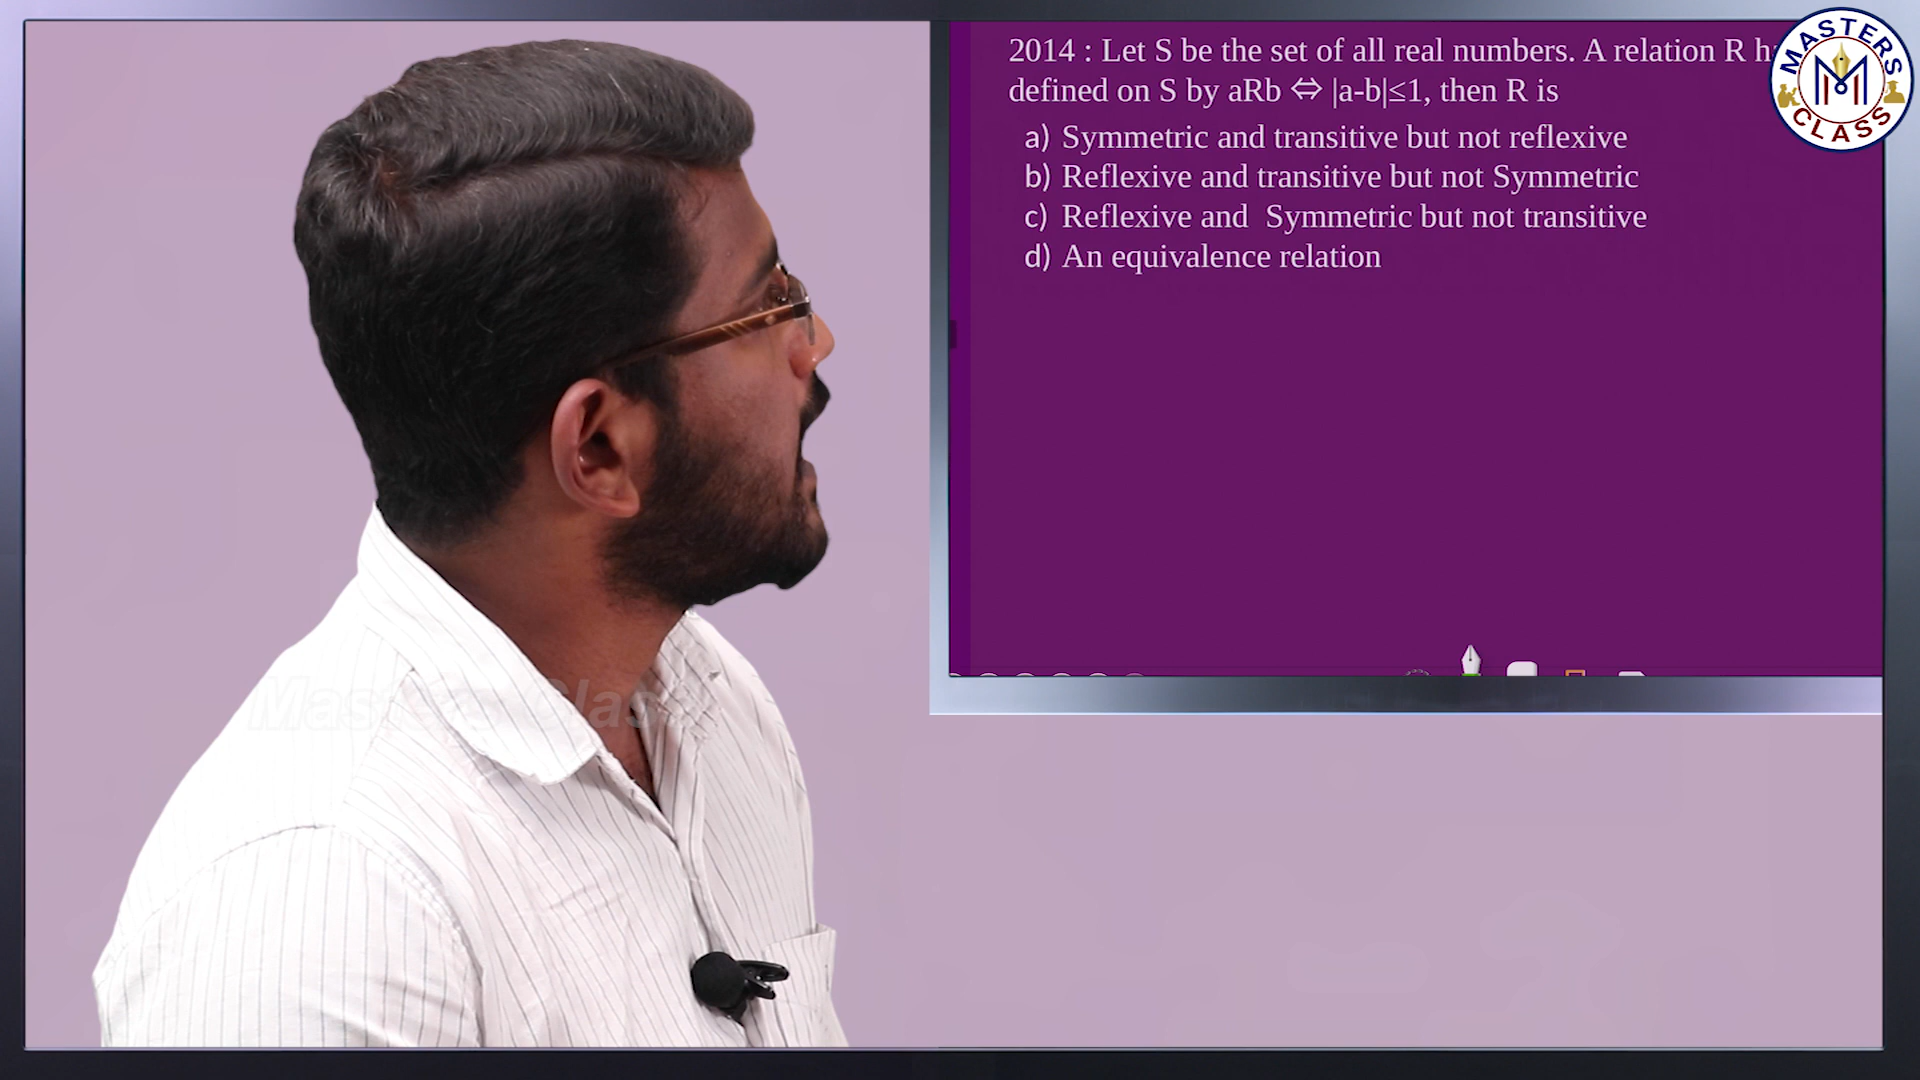 2014 : Let S be the set of all real numbers. A relation R
defined on S by aRb ⇔ |a-b|≤1, then R is
a) Symmetric and transitive but not reflexive
b) Reflexive and transitive but not Symmetric
c) Reflexive and Symmetric but not transitive
d) An equivalence relation
MASTERS
CLASS
Masters Class